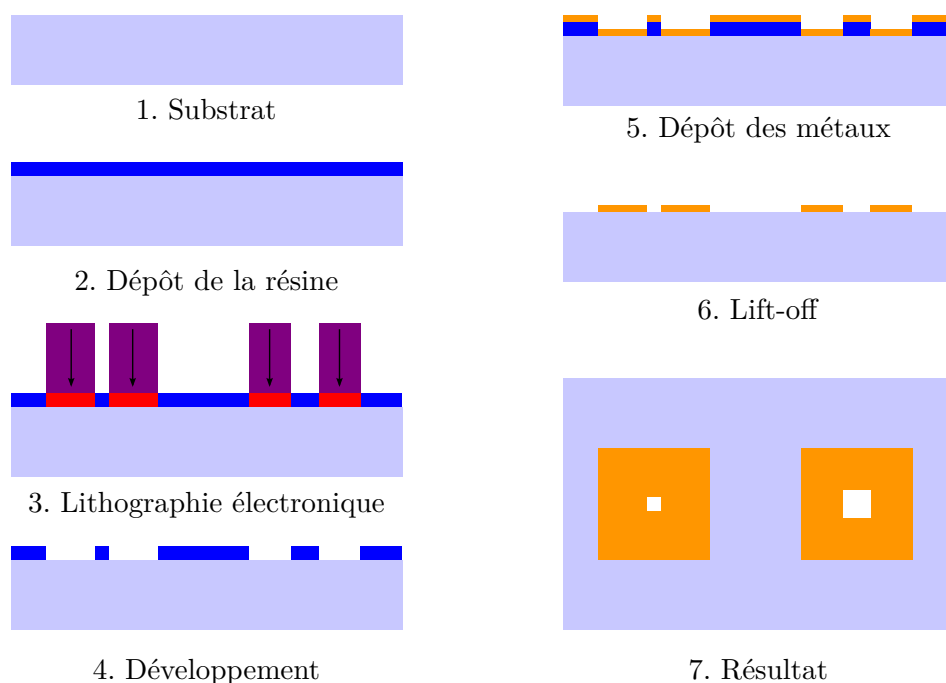 1. Substrat
2. Dépôt de la résine
3. Lithographie électronique
4. Développement
5. Dépôt des métaux
6. Lift-off
7. Résultat